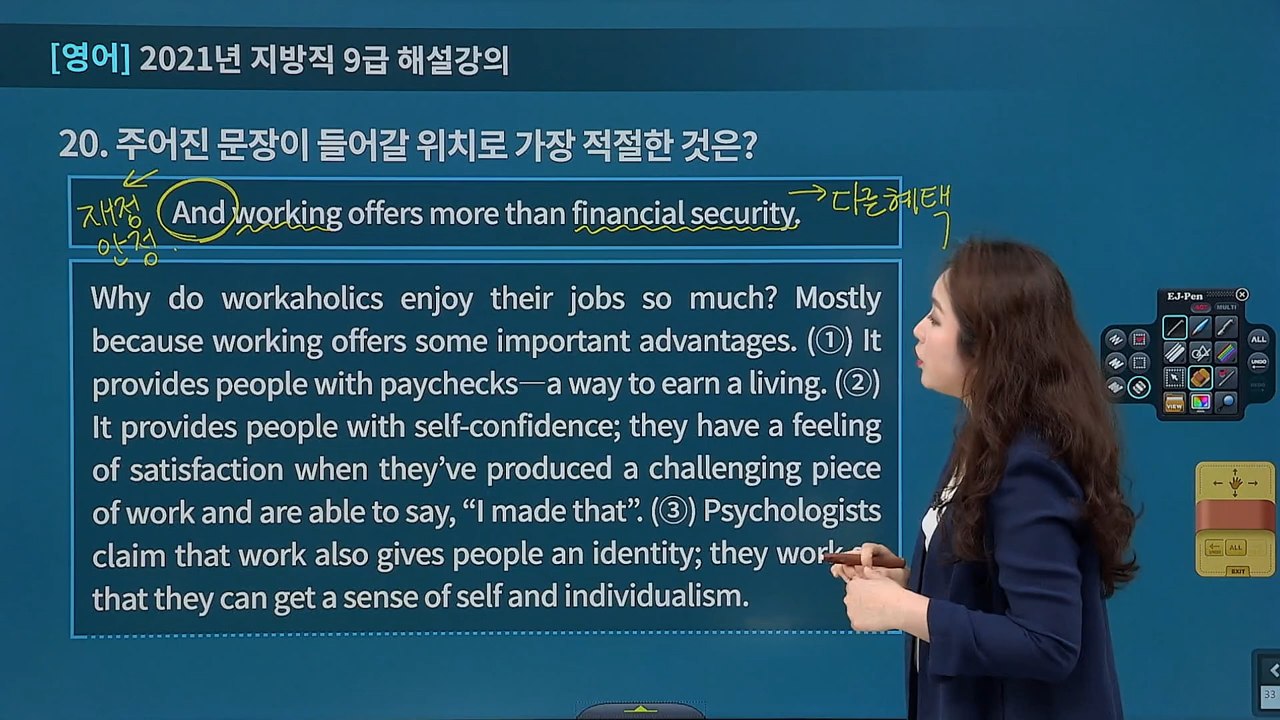 [영어] 2021년 지방직 9급 해설강의
20. 주어진 문장이 들어갈 위치로 가장 적절한 것은?
재정
안정
And working offers more than financial security.
→ 다른혜택
Why do workaholics enjoy their jobs so much? Mostly
because working offers some important advantages. (①) It
provides people with paychecks—a way to earn a living. (②)
It provides people with self-confidence; they have a feeling
of satisfaction when they’ve produced a challenging piece
of work and are able to say, “I made that”. (③) Psychologists
claim that work also gives people an identity; they work
that they can get a sense of self and individualism.
EJ-Pen
MULTI
ALL
UNDO
VIEW
ALL
EXIT
33